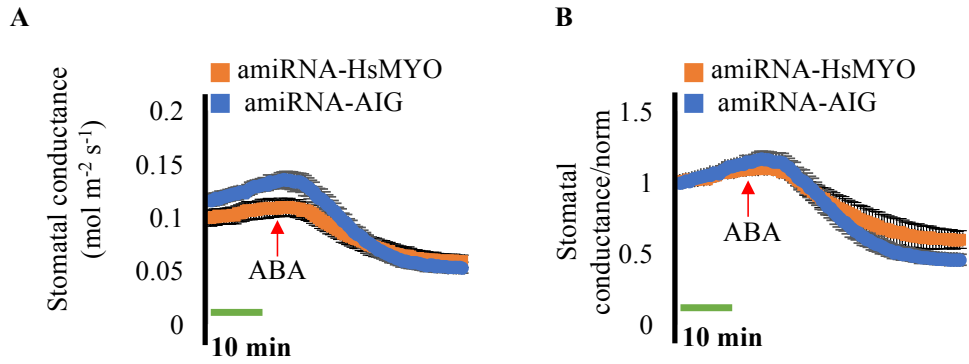 A
amiRNA-HsMYO
amiRNA-AIG
Stomatal conductance
(mol m-2 s-1)
0.2
0.15
0.1
0.05
0
ABA
10 min
B
amiRNA-HsMYO
amiRNA-AIG
Stomatal
conductance/norm
1.5
1
0.5
0
ABA
10 min